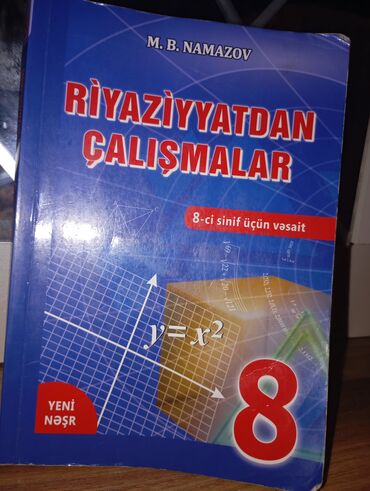 M. B. NAMAZOV
RİYAZİYYATDAN
ÇALIŞMALAR
8-ci sinif üçün vəsait
y=x²
YENİ
NƏŞR
8